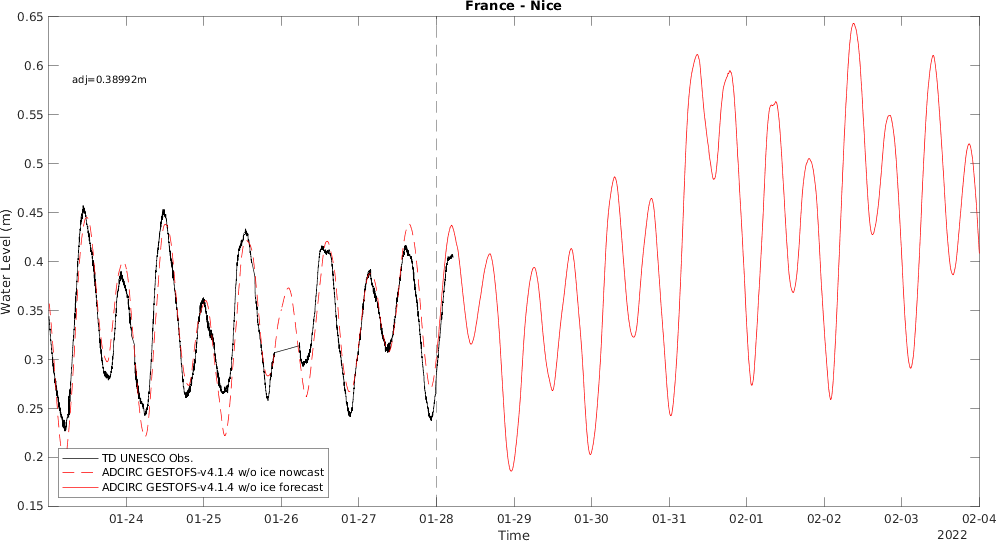 France - Nice
adj=0.38992m
Water Level (m)
0.65
0.6
0.55
0.5
0.45
0.4
0.35
0.3
0.25
0.2
0.15
TD UNESCO Obs.
ADCIRC GESTOFS-v4.1.4 w/o ice nowcast
ADCIRC GESTOFS-v4.1.4 w/o ice forecast
01-24 01-25 01-26 01-27 01-28 01-29 01-30 01-31 02-01 02-02 02-03 02-04
Time
2022